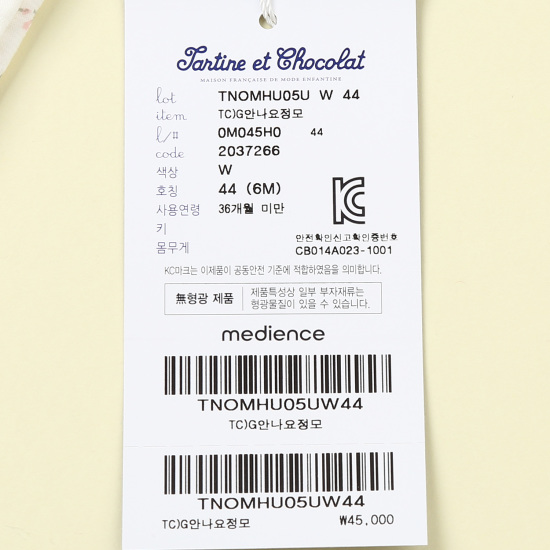 Tartine et Chocolat
MAISON FRANÇAISE DE MODE ENFANTINE
lot TNOMHU05U W 44
item TC)G안나요정모
l/# 0M045H0 44
code 2037266
색상 W
호칭 44 (6M)
사용연령 36개월 미만
키
몸무게
안전확인신고확인증번호
CB014A023-1001
KC마크는 이제품이 공통안전 기준에 적합하였음을 의미합니다.
無형광 제품
제품특성상 일부 부자재류는
형광물질이 있을 수 있습니다.
medience
TNOMHU05UW44
TC)G안나요정모
TNOMHU05UW44
TC)G안나요정모 ₩45,000